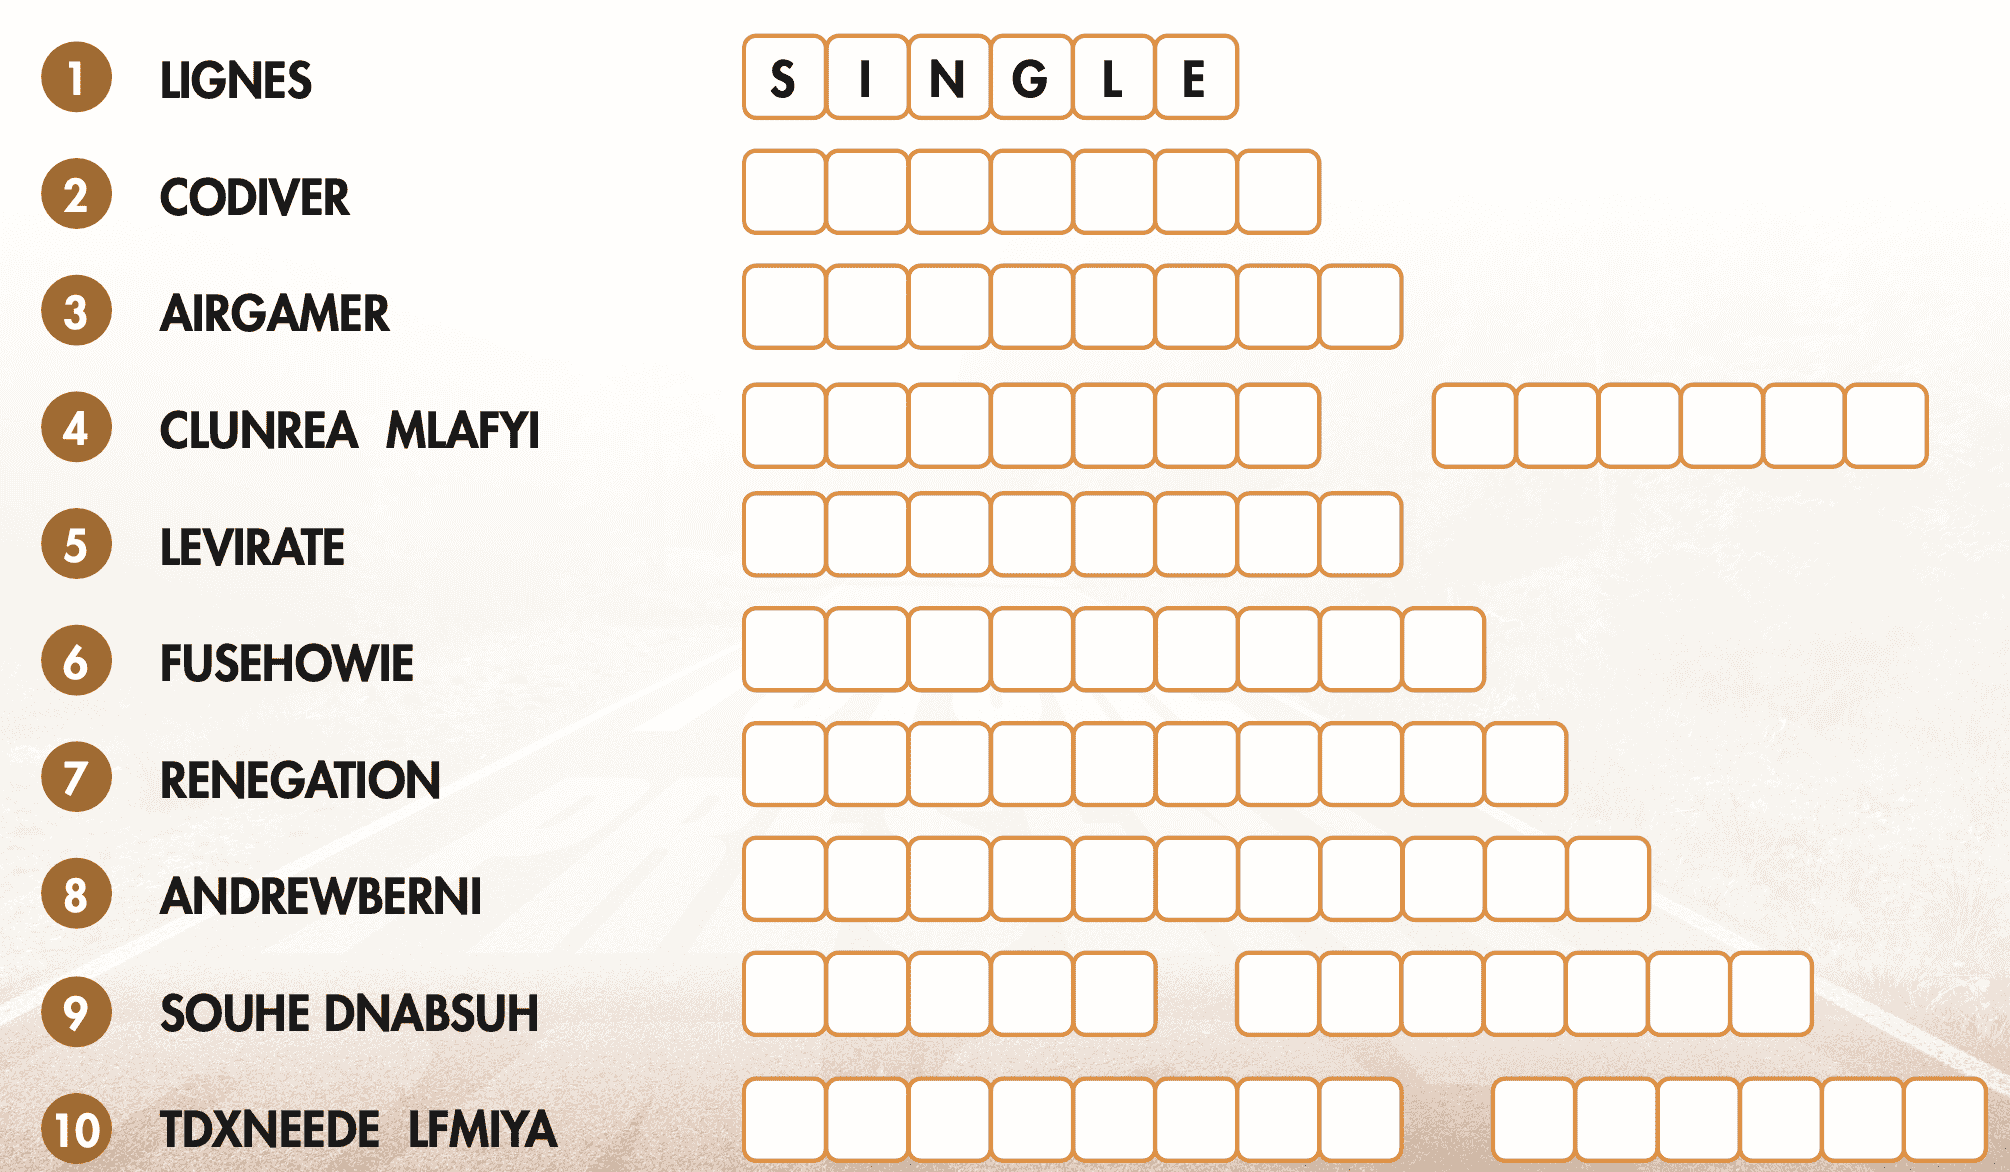 1 LIGNES S I N G L E
2 CODIVER
3 AIRGAMER
4 CLUNREA MLAFYI
5 LEVIRATE
6 FUSEHOWIE
7 RENEGATION
8 ANDREWBERNI
9 SOUHE DNABSUH
10 TDXNEEDE LFMIYA